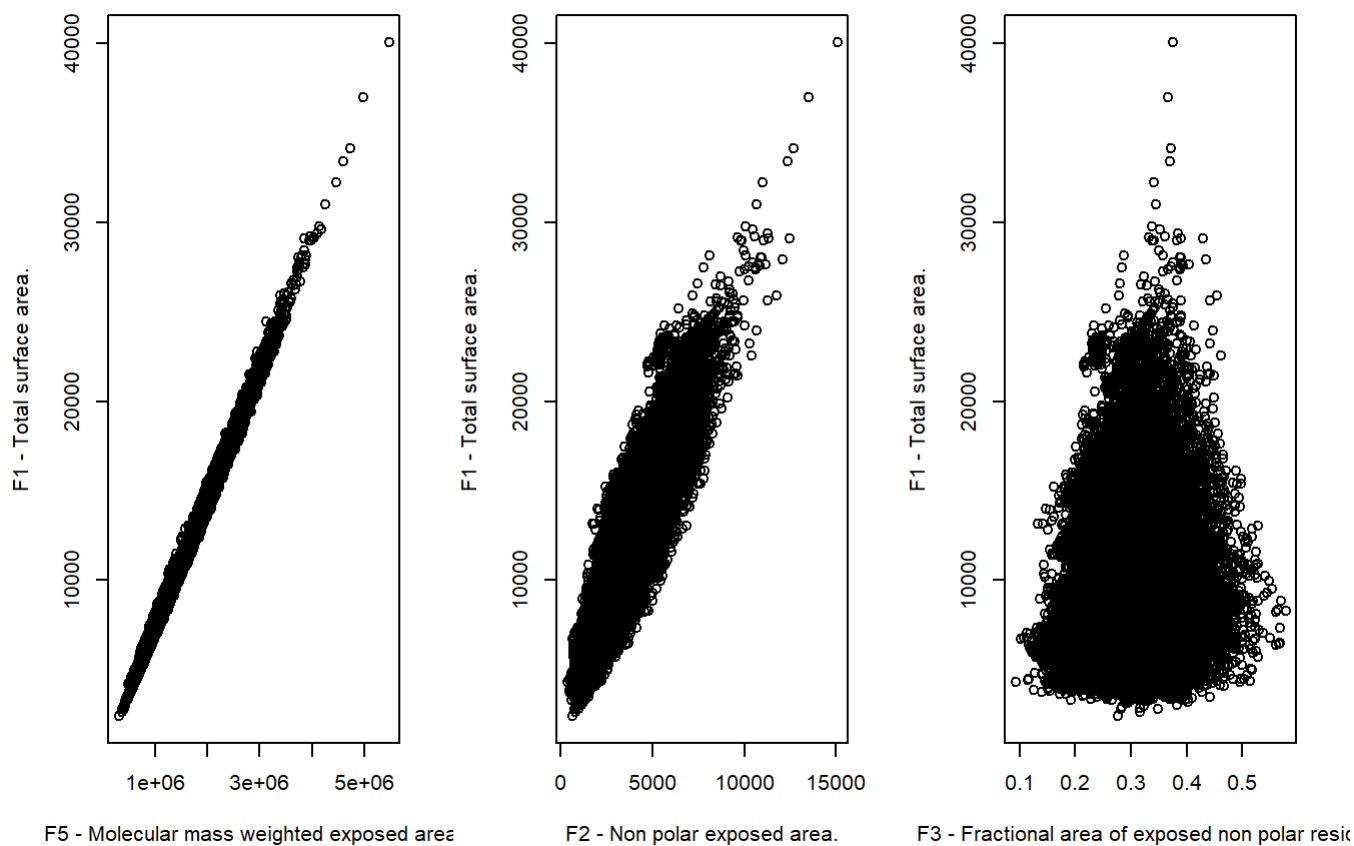 40000
30000
20000
10000
F1 - Total surface area.
1e+06 3e+06 5e+06
F5 - Molecular mass weighted exposed area
40000
30000
20000
10000
F1 - Total surface area.
0 5000 10000 15000
F2 - Non polar exposed area.
40000
30000
20000
10000
F1 - Total surface area.
0.1 0.2 0.3 0.4 0.5
F3 - Fractional area of exposed non polar resid